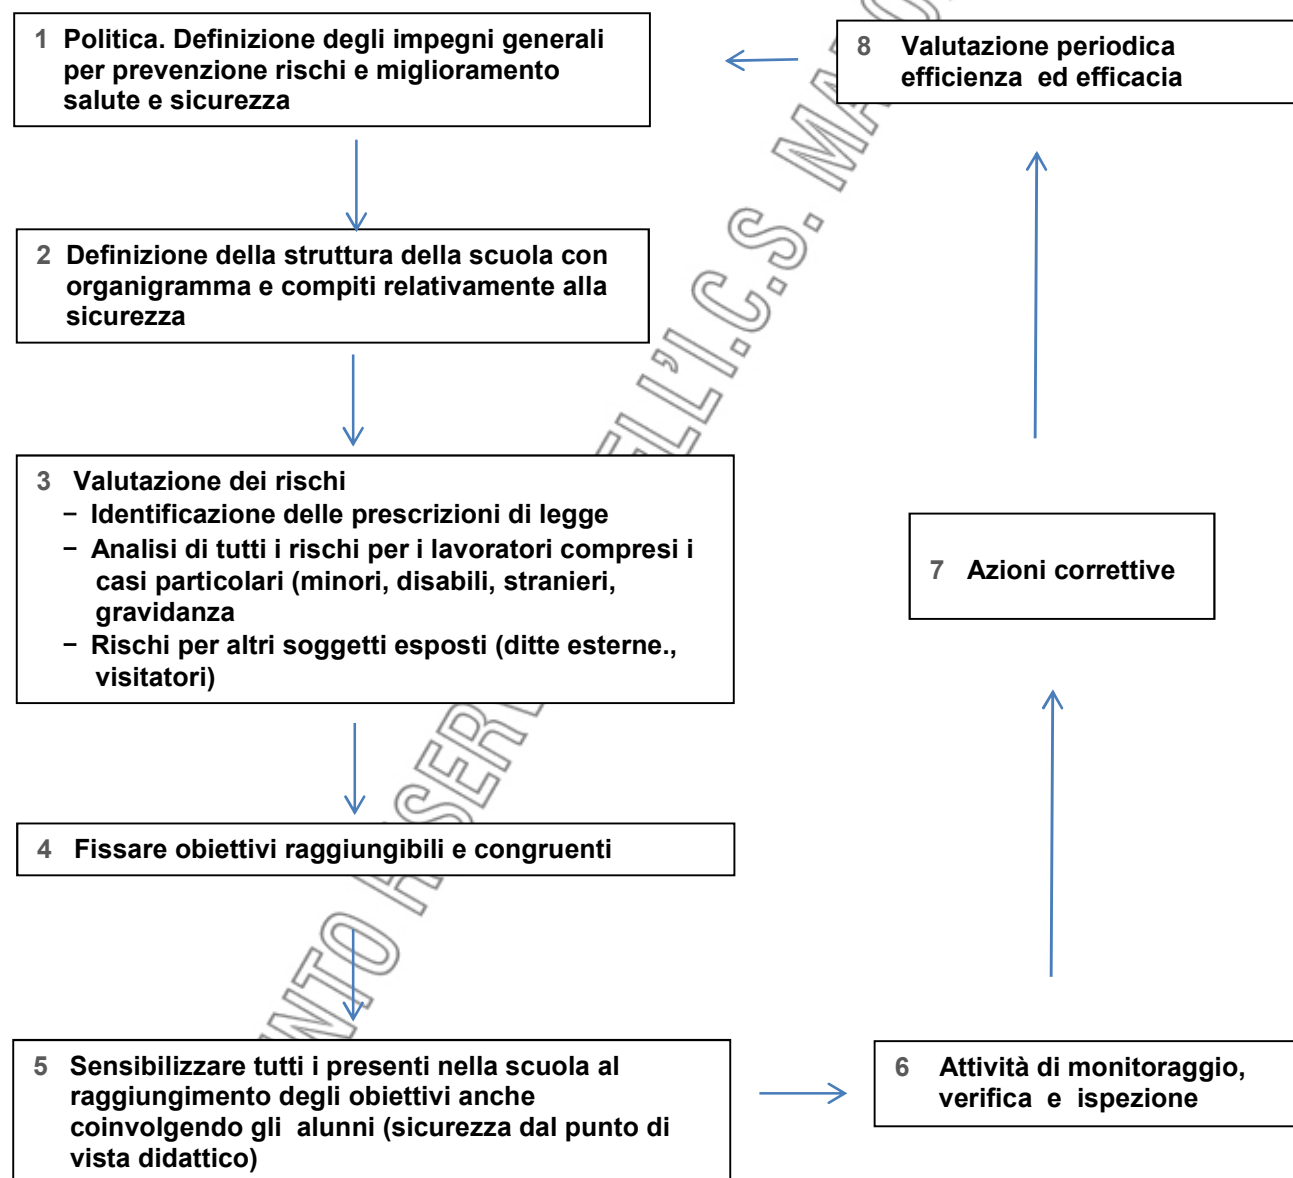 1 Politica. Definizione degli impegni generali
per prevenzione rischi e miglioramento
salute e sicurezza
2 Definizione della struttura della scuola con
organigramma e compiti relativamente alla
sicurezza
3 Valutazione dei rischi
− Identificazione delle prescrizioni di legge
− Analisi di tutti i rischi per i lavoratori compresi i
casi particolari (minori, disabili, stranieri,
gravidanza
− Rischi per altri soggetti esposti (ditte esterne.,
visitatori)
4 Fissare obiettivi raggiungibili e congruenti
5 Sensibilizzare tutti i presenti nella scuola al
raggiungimento degli obiettivi anche
coinvolgendo gli alunni (sicurezza dal punto di
vista didattico)
6 Attività di monitoraggio,
verifica e ispezione
7 Azioni correttive
8 Valutazione periodica
efficienza ed efficacia
I.C.S.